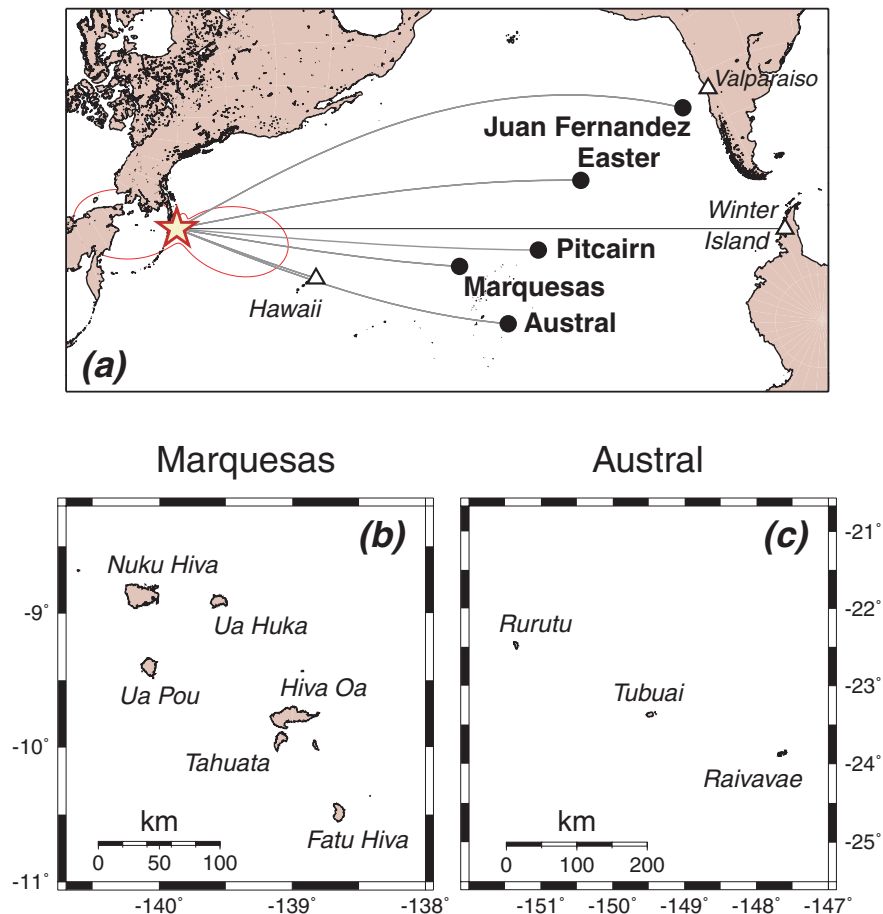 Valparaiso
Juan Fernandez
Easter
Winter
Island
Pitcairn
Marquesas
Hawaii
Austral
(a)
Marquesas
Austral
(b)
Nuku Hiva
Ua Huka
Ua Pou
Hiva Oa
Tahuata
Fatu Hiva
km
0 60 100
-9˚
-10˚
-11˚
-140˚ -139˚ -138˚
(c)
Rurutu
Tubuai
Raivavae
km
0 100 200
-21˚
-22˚
-23˚
-24˚
-25˚
-151˚ -150˚ -149˚ -148˚ -147˚